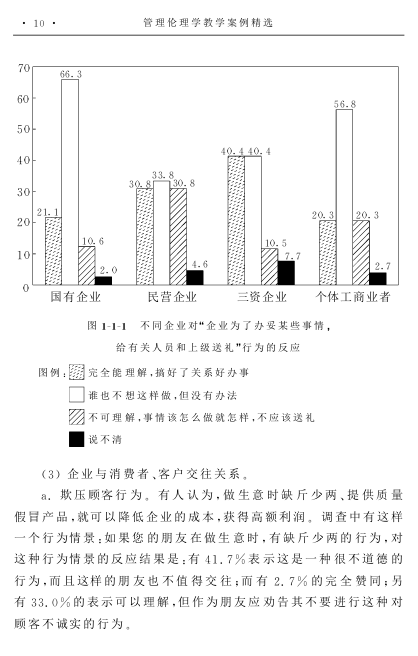 · 10 ·
管理伦理学教学案例精选
70
60
50
40
30
20
10
0
21.1
66.3
10.6
2.0
30.8
33.8
30.8
4.6
40.4
40.4
10.5
7.7
20.3
56.8
20.3
2.7
国有企业
民营企业
三资企业
个体工商业者
图 1-1-1 不同企业对“企业为了办妥某些事情,
给有关人员和上级送礼”行为的反应
图例: 完全能理解,搞好了关系好办事
谁也不想这样做,但没有办法
不可理解,事情该怎么做就怎样,不应该送礼
说不清
(3) 企业与消费者、客户交往关系。
a. 欺压顾客行为。有人认为,做生意时缺斤少两、提供质量
假冒产品,就可以降低企业的成本,获得高额利润。调查中有这样
一个行为情景:如果您的朋友在做生意时,有缺斤少两的行为,对
这种行为情景的反应结果是;有 41.7%表示这是一种很不道德的
行为,而且这样的朋友也不值得交往;而有 2.7%的完全赞同;另
有 33.0%的表示可以理解,但作为朋友应劝告其不要进行这种对
顾客不诚实的行为。